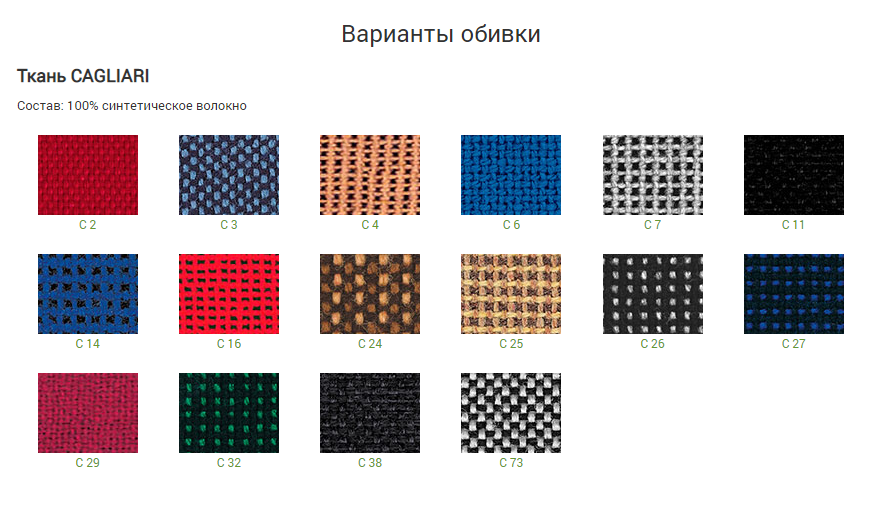 Варианты обивки
Ткань CAGLIARI
Состав: 100% синтетическое волокно
C 2 C 3 C 4 C 6 C 7 C 11
C 14 C 16 C 24 C 25 C 26 C 27
C 29 C 32 C 38 C 73